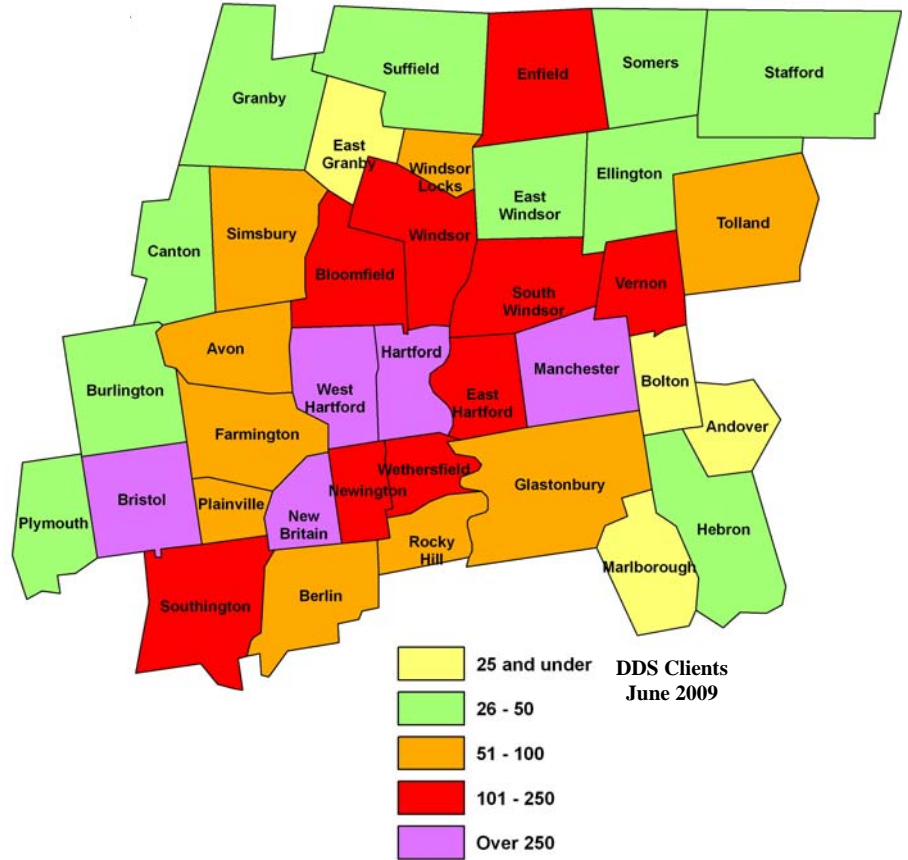 Granby
Suffield
Enfield
Somers
Stafford
East
Granby
Windsor
Locks
East
Windsor
Ellington
Tolland
Canton
Simsbury
Bloomfield
Windsor
South
Windsor
Vernon
Burlington
Avon
West
Hartford
Hartford
East
Hartford
Manchester
Bolton
Andover
Plymouth
Bristol
Farmington
Plainville
New
Britain
Newington
Wethersfield
Rocky
Hill
Glastonbury
Hebron
Marlborough
Southington
Berlin
25 and under
26 - 50
51 - 100
101 - 250
Over 250
DDS Clients
June 2009